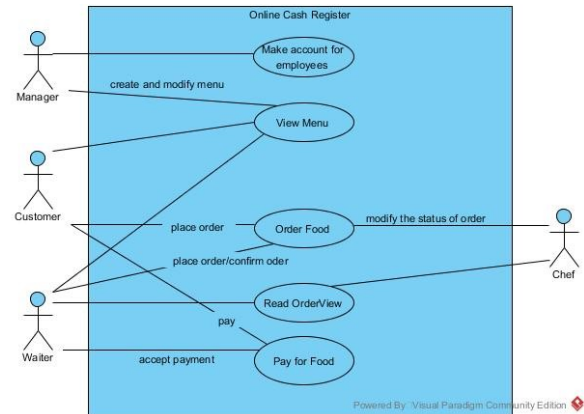 Online Cash Register
Make account for
employees
Manager
create and modify menu
View Menu
Customer
place order
Order Food
modify the status of order
place order/confirm oder
Chef
Read OrderView
pay
Waiter
accept payment
Pay for Food
Powered By Visual Paradigm Community Edition